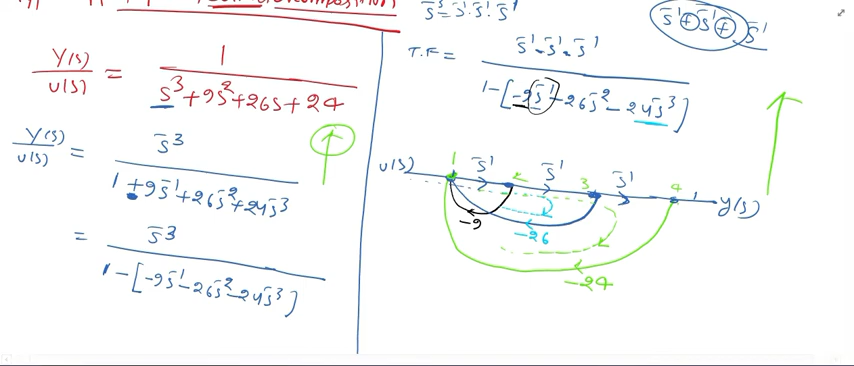 Y(s)/U(s) = 1/(s³+9s²+26s+24)
Y(s)/U(s) = s̄³/(1+9s̄¹+26s̄²+24s̄³)
= s̄³/(1-[-9s̄¹-26s̄²-24s̄³])
s̄³=s̄¹.s̄¹.s̄¹
s̄¹+s̄¹+s̄¹
T.F = s̄¹.s̄¹.s̄¹/(1-[-9s̄¹-26s̄²-24s̄³])
U(s) 1 s̄¹ 2 s̄¹ 3 s̄¹ 4 1 Y(s)
-9
-26
-24